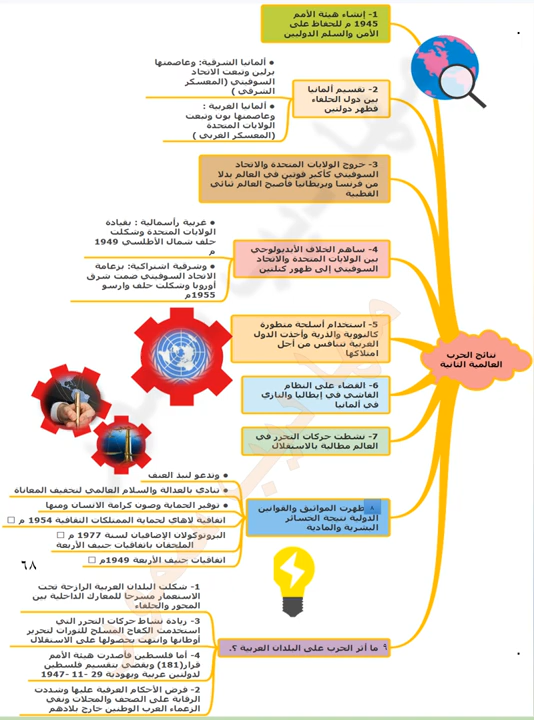 1- إنشاء هيئة الأمم
1945 م للحفاظ على
الأمن والسلم الدوليين
2- تقسيم ألمانيا
بين دول الحلفاء
فظهر دولتين
• ألمانيا الشرقية: وعاصمتها
برلين وتبعت الاتحاد
السوفيتي (المعسكر
الشرقي )
• ألمانيا الغربية :
وعاصمتها بون وتبعت
الولايات المتحدة
(المعسكر الغربي )
3- خروج الولايات المتحدة والاتحاد
السوفيتي كأكبر قوتين في العالم بدلا
من فرنسا وبريطانيا فأصبح العالم ثنائي
القطبية
4- ساهم الخلاف الأيديولوجي
بين الولايات المتحدة والاتحاد
السوفيتي إلى ظهور كتلتين
• غربية رأسمالية : بقيادة
الولايات المتحدة وشكلت
حلف شمال الأطلسي 1949
م
• وشرقية اشتراكية: بزعامة
الاتحاد السوفيتي ضمت شرق
أوروبا وشكلت حلف وارسو
1955م
5- استخدام أسلحة متطورة
كالنووية والذرية وأخذت الدول
الغربية تتنافس من أجل
امتلاكها
نتائج الحرب
العالمية الثانية
6- القضاء على النظام
الفاشي في إيطاليا والنازي
في ألمانيا
7- نشطت حركات التحرر في
العالم مطالبة بالاستقلال
٨ ظهرت المواثيق والقوانين
الدولية نتيجة الخسائر
البشرية والمادية
• وتدعو لنبذ العنف
• تنادي بالعدالة والسلام العالمي لتخفيف المعاناة
• توفير الحماية وصون كرامة الانسان ومنها
اتفاقية لاهاي لحماية الممتلكات الثقافية 1954 م □
البروتوكولان الإضافيان لسنة 1977 م □
الملحقان باتفاقيات جنيف الأربعة
اتفاقيات جنيف الأربعة 1949م □
٦٨
٩ ما أثر الحرب على البلدان العربية ؟.
1- شكلت البلدان العربية الرازحة تحت
الاستعمار مسرحا للمعارك الداخلية بين
المحور والحلفاء
3- زيادة نشاط حركات التحرر التي
استخدمت الكفاح المسلح للثورات لتحرير
أوطانها وانتهت بحصولها على الاستقلال
4- أما فلسطين فأصدرت هيئة الأمم
قرار(181) ويقضي بتقسيم فلسطين
لدولتين عربية ويهودية 29 -11 -1947
2- فرض الأحكام العرفية عليها وشددت
الرقابة على الصحف والمجلات ونفي
الزعماء العرب الوطنيين خارج بلادهم